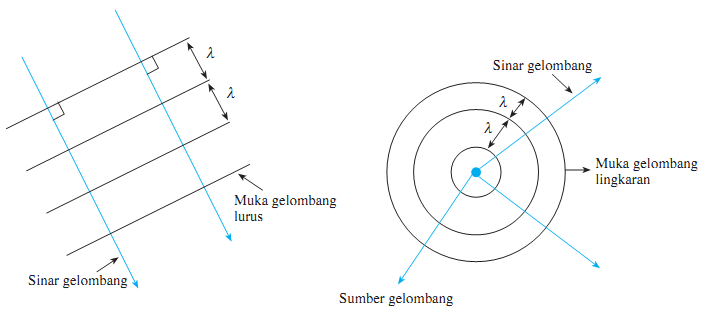 λ
λ
Muka gelombang
lurus
Sinar gelombang
Sinar gelombang
λ
λ
Muka gelombang
lingkaran
Sumber gelombang